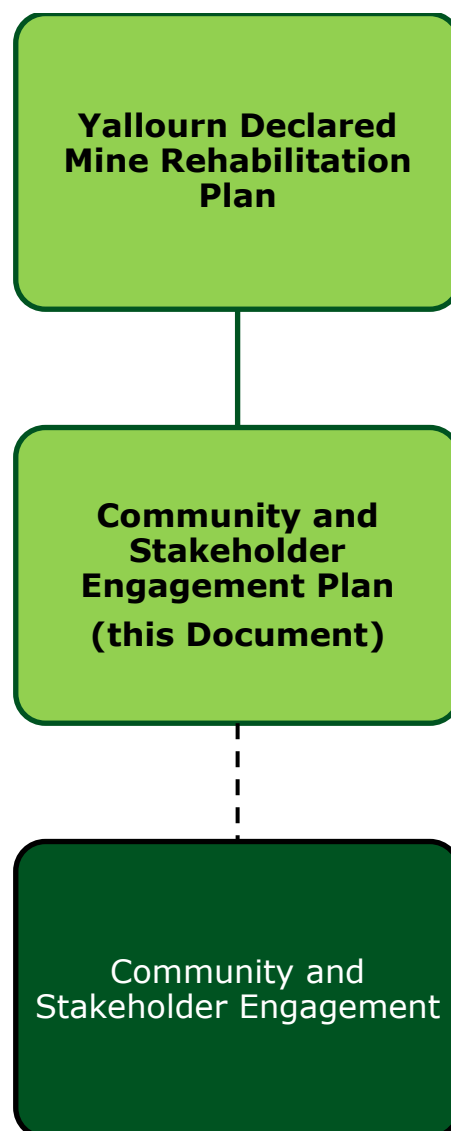 Yallourn Declared
Mine Rehabilitation
Plan
Community and
Stakeholder
Engagement Plan
(this Document)
Community and
Stakeholder Engagement